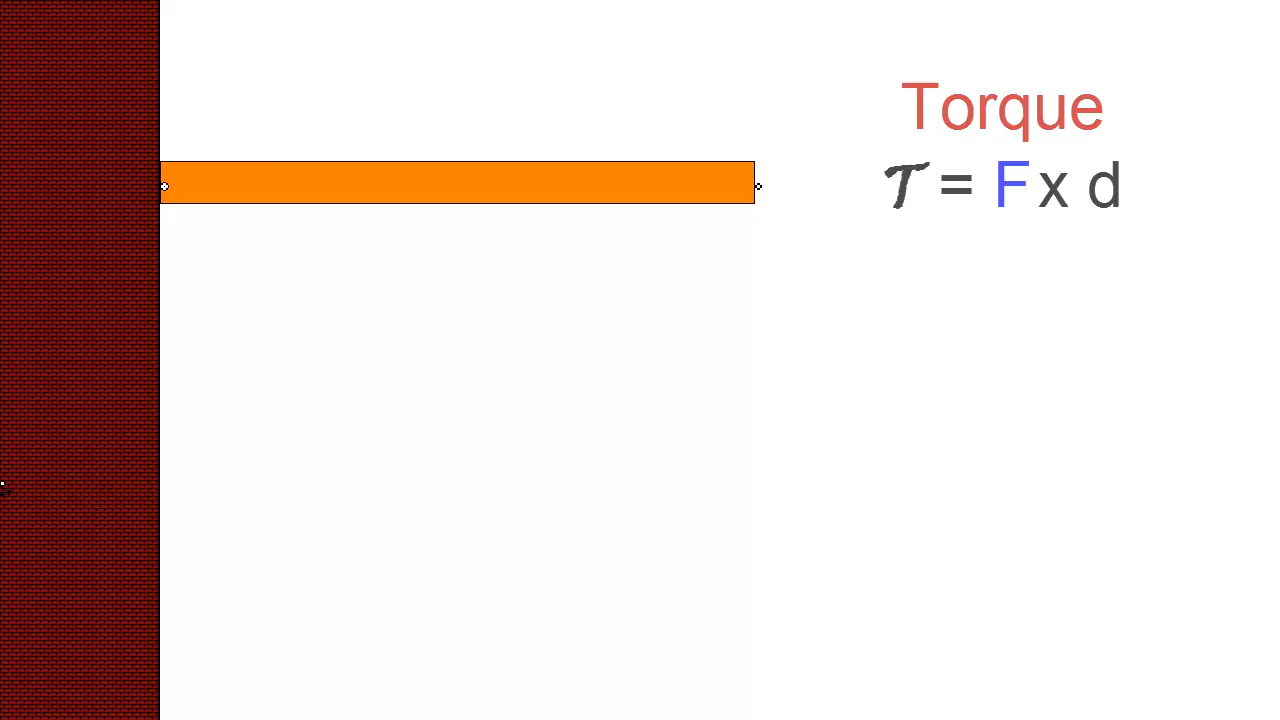 Torque
τ = F x d